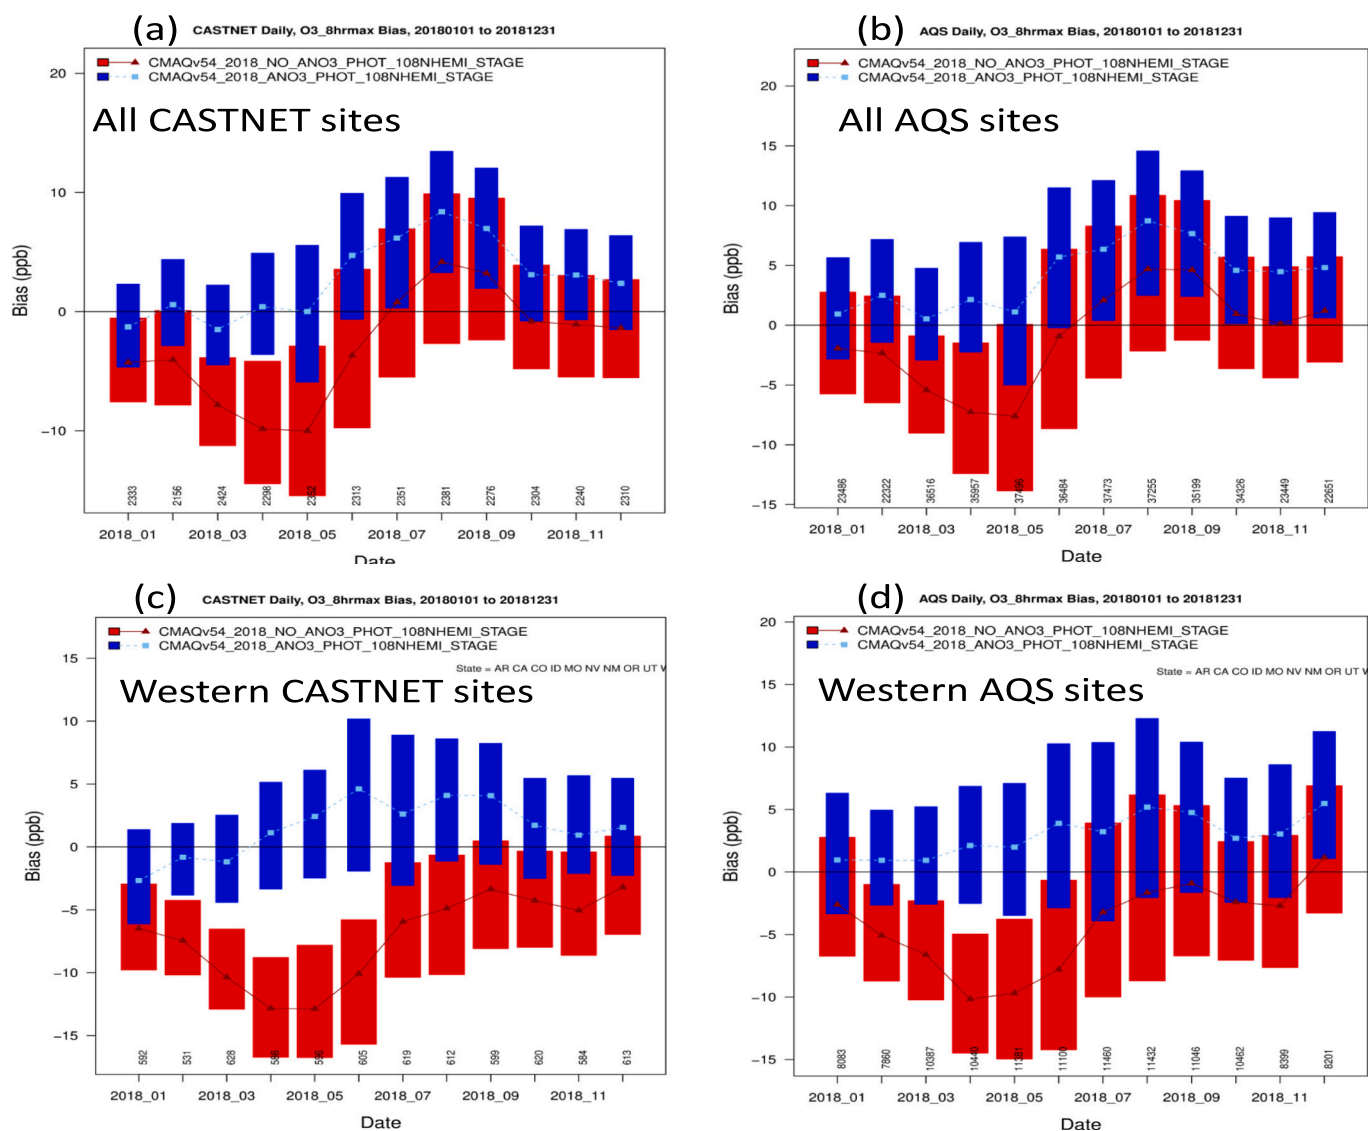 (a) CASTNET Daily, O3_8hrmax Bias, 20180101 to 20181231
CMAQv54_2018_NO_ANO3_PHOT_108NHEMI_STAGE
CMAQv54_2018_ANO3_PHOT_108NHEMI_STAGE
All CASTNET sites
Bias (ppb)
20
10
0
−10
2333 2156 2424 2298 2352 2313 2351 2381 2276 2304 2240 2310
2018_01 2018_03 2018_05 2018_07 2018_09 2018_11
Date
(b) AQS Daily, O3_8hrmax Bias, 20180101 to 20181231
CMAQv54_2018_NO_ANO3_PHOT_108NHEMI_STAGE
CMAQv54_2018_ANO3_PHOT_108NHEMI_STAGE
All AQS sites
Bias (ppb)
20
15
10
5
0
−5
−10
−15
23486 22322 36516 35957 37496 36484 37473 37255 35199 34326 23449 22651
2018_01 2018_03 2018_05 2018_07 2018_09 2018_11
Date
(c) CASTNET Daily, O3_8hrmax Bias, 20180101 to 20181231
CMAQv54_2018_NO_ANO3_PHOT_108NHEMI_STAGE
CMAQv54_2018_ANO3_PHOT_108NHEMI_STAGE
State = AR CA CO ID MO NV NM OR UT W
Western CASTNET sites
Bias (ppb)
15
10
5
0
−5
−10
−15
592 531 628 586 596 605 619 612 599 620 584 613
2018_01 2018_03 2018_05 2018_07 2018_09 2018_11
Date
(d) AQS Daily, O3_8hrmax Bias, 20180101 to 20181231
CMAQv54_2018_NO_ANO3_PHOT_108NHEMI_STAGE
CMAQv54_2018_ANO3_PHOT_108NHEMI_STAGE
State = AR CA CO ID MO NV NM OR UT W
Western AQS sites
Bias (ppb)
20
15
10
5
0
−5
−10
−15
8083 7860 10087 10440 11381 11100 11460 11432 11046 10462 8399 8201
2018_01 2018_03 2018_05 2018_07 2018_09 2018_11
Date